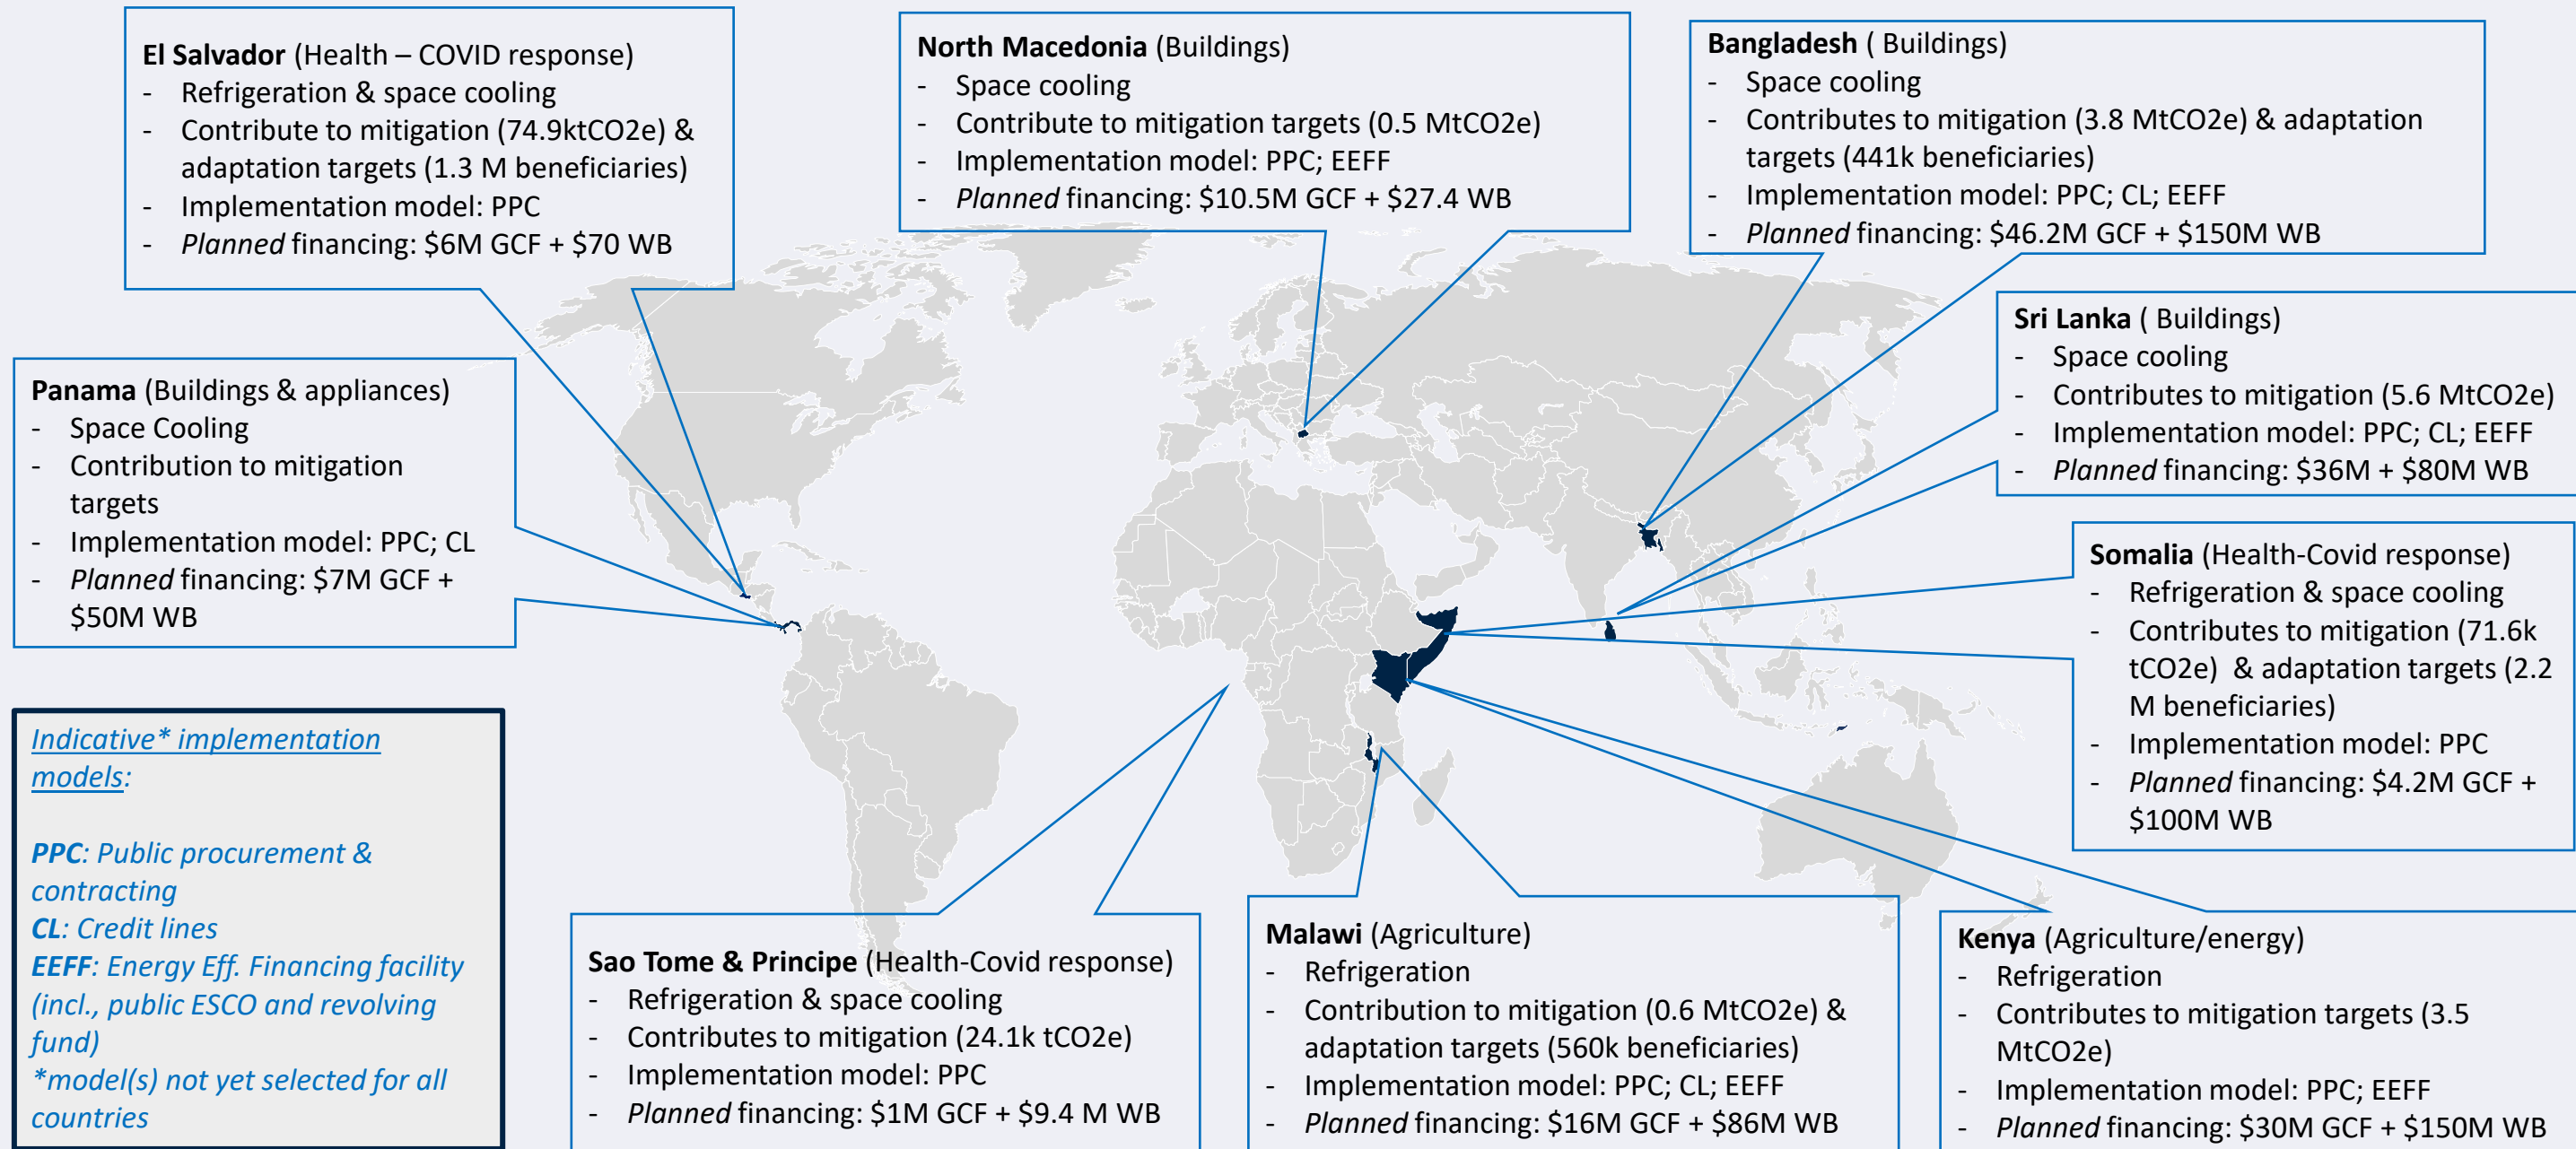 El Salvador (Health – COVID response)
- Refrigeration & space cooling
- Contribute to mitigation (74.9ktCO2e) &
adaptation targets (1.3 M beneficiaries)
- Implementation model: PPC
- Planned financing: $6M GCF + $70 WB
North Macedonia (Buildings)
- Space cooling
- Contribute to mitigation targets (0.5 MtCO2e)
- Implementation model: PPC; EEFF
- Planned financing: $10.5M GCF + $27.4 WB
Bangladesh ( Buildings)
- Space cooling
- Contributes to mitigation (3.8 MtCO2e) & adaptation
targets (441k beneficiaries)
- Implementation model: PPC; CL; EEFF
- Planned financing: $46.2M GCF + $150M WB
Sri Lanka ( Buildings)
- Space cooling
- Contributes to mitigation (5.6 MtCO2e)
- Implementation model: PPC; CL; EEFF
- Planned financing: $36M + $80M WB
Panama (Buildings & appliances)
- Space Cooling
- Contribution to mitigation
targets
- Implementation model: PPC; CL
- Planned financing: $7M GCF +
$50M WB
Somalia (Health-Covid response)
- Refrigeration & space cooling
- Contributes to mitigation (71.6k
tCO2e) & adaptation targets (2.2
M beneficiaries)
- Implementation model: PPC
- Planned financing: $4.2M GCF +
$100M WB
Indicative* implementation
models:
PPC: Public procurement &
contracting
CL: Credit lines
EEFF: Energy Eff. Financing facility
(incl., public ESCO and revolving
fund)
*model(s) not yet selected for all
countries
Sao Tome & Principe (Health-Covid response)
- Refrigeration & space cooling
- Contributes to mitigation (24.1k tCO2e)
- Implementation model: PPC
- Planned financing: $1M GCF + $9.4 M WB
Malawi (Agriculture)
- Refrigeration
- Contribution to mitigation (0.6 MtCO2e) &
adaptation targets (560k beneficiaries)
- Implementation model: PPC; CL; EEFF
- Planned financing: $16M GCF + $86M WB
Kenya (Agriculture/energy)
- Refrigeration
- Contributes to mitigation targets (3.5
MtCO2e)
- Implementation model: PPC; EEFF
- Planned financing: $30M GCF + $150M WB